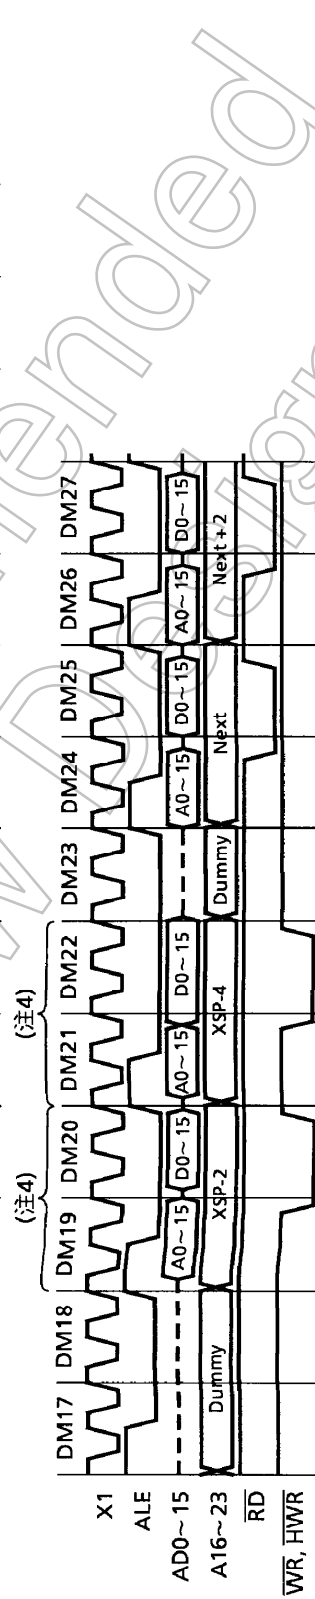 (注4) (注4)
DM17 DM18 DM19 DM20 DM21 DM22 DM23 DM24 DM25 DM26 DM27
X1
ALE
AD0~15 A0~15 D0~15 A0~15 D0~15 A0~15 D0~15 A0~15 D0~15
A16~23 Dummy XSP-2 XSP-4 Dummy Next Next+2
RD
WR, HWR